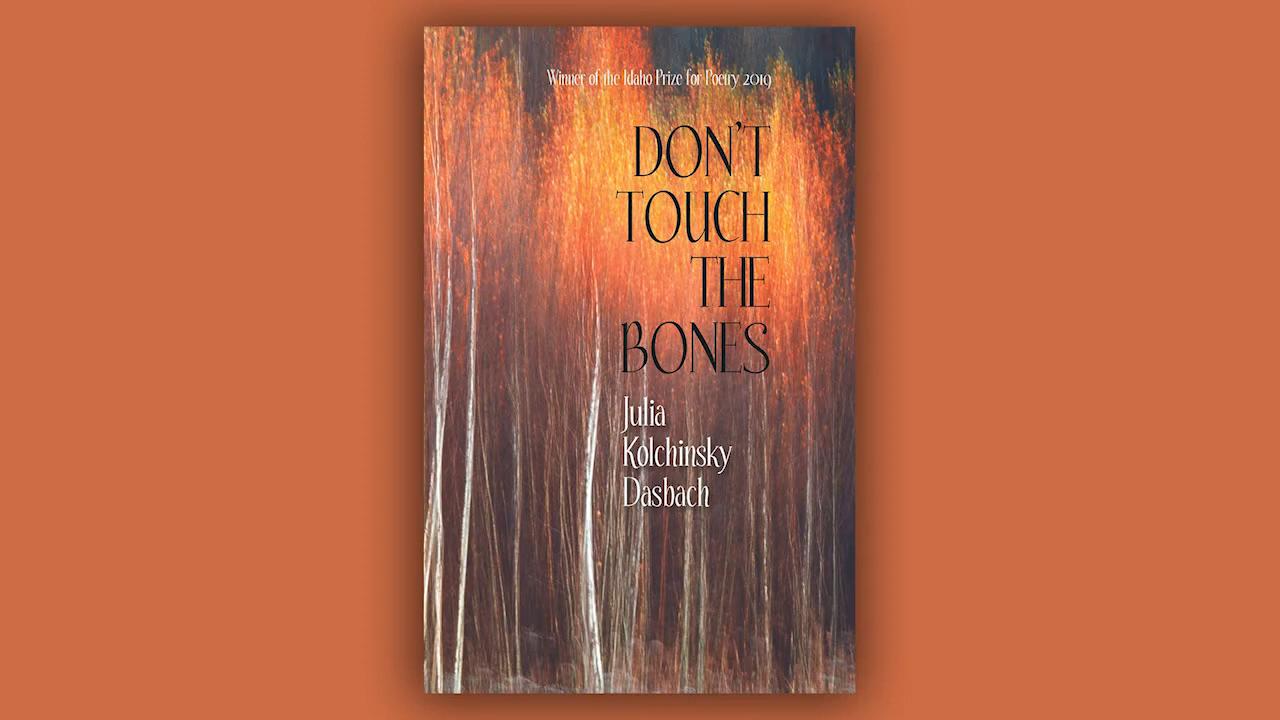 Winner of the Idaho Prize for Poetry 2019
DON'T
TOUCH
THE
BONES
Julia
Kolchinsky
Dasbach